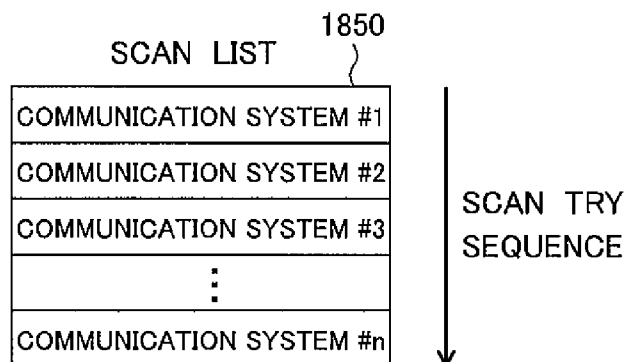 1850
SCAN LIST
COMMUNICATION SYSTEM #1
COMMUNICATION SYSTEM #2
COMMUNICATION SYSTEM #3
⋮
COMMUNICATION SYSTEM #n
SCAN TRY
SEQUENCE